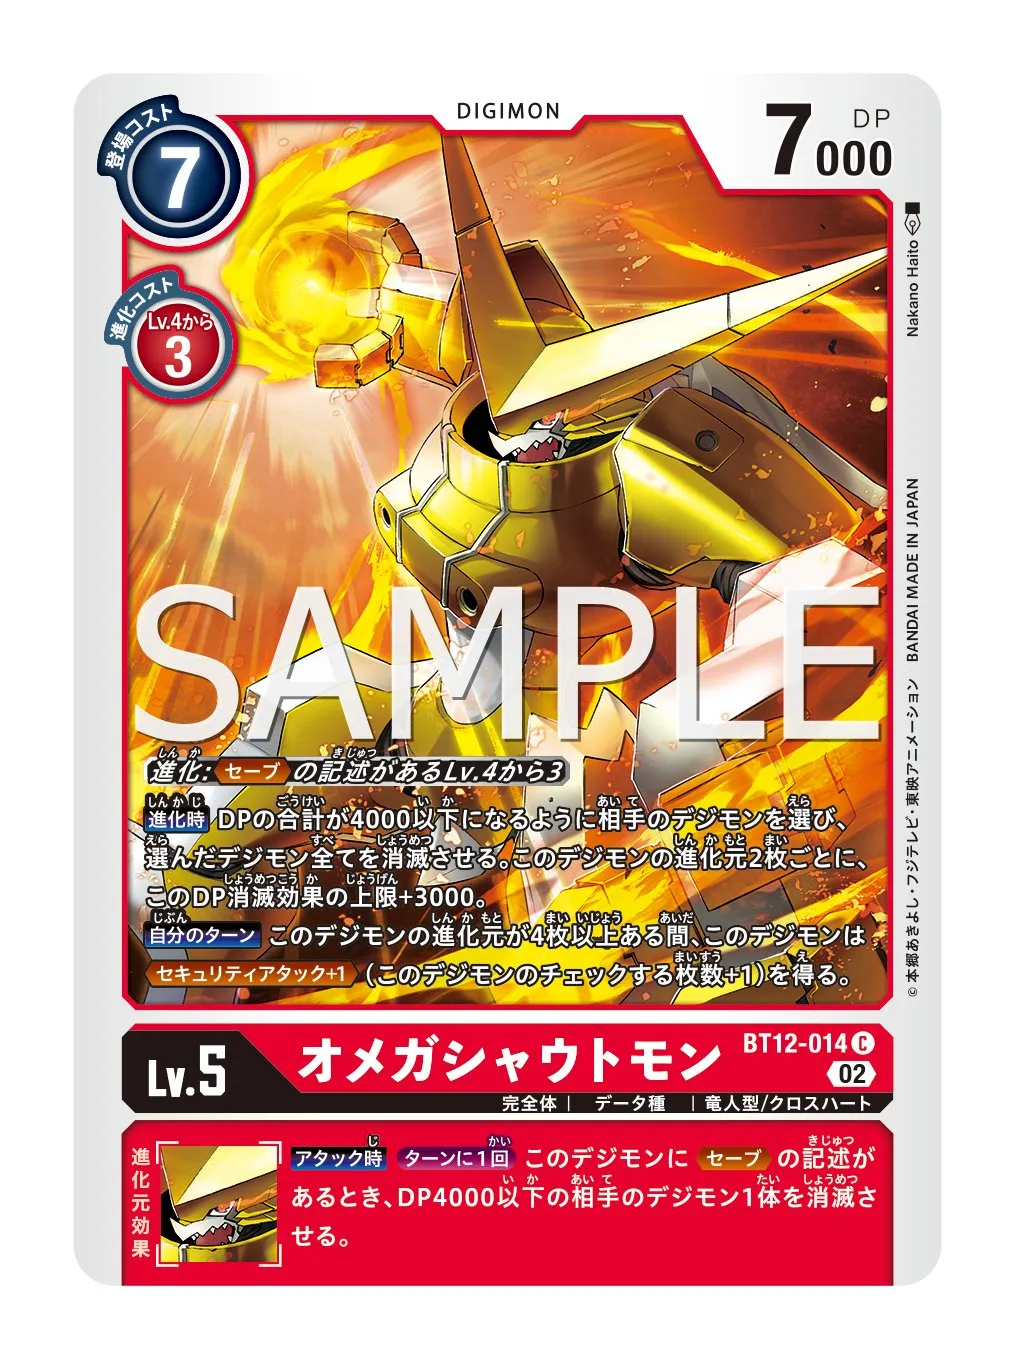 DIGIMON
登場コスト
7
7000
DP
進化コスト
Lv.4から
3
Nakano Haito
SAMPLE
進化:セーブの記述があるLv.4から3
進化時 DPの合計が4000以下になるように相手のデジモンを選び、
選んだデジモン全てを消滅させる。このデジモンの進化元2枚ごとに、
このDP消滅効果の上限+3000。
自分のターン このデジモンの進化元が4枚以上ある間、このデジモンは
セキュリティアタック+1(このデジモンのチェックする枚数+1)を得る。
©本郷あきよし・フジテレビ・東映アニメーション BANDAI MADE IN JAPAN
Lv.5
オメガシャウトモン
BT12-014 C
02
完全体 | データ種 | 竜人型/クロスハート
進化元効果
アタック時 ターンに1回 このデジモンに セーブ の記述が
あるとき、DP4000以下の相手のデジモン1体を消滅さ
せる。